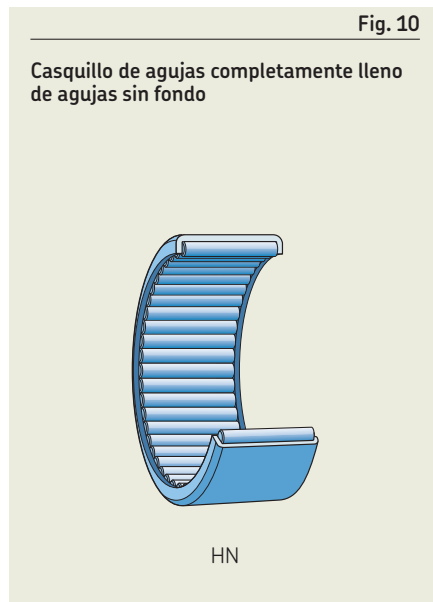 Fig. 10
Casquillo de agujas completamente lleno
de agujas sin fondo
HN